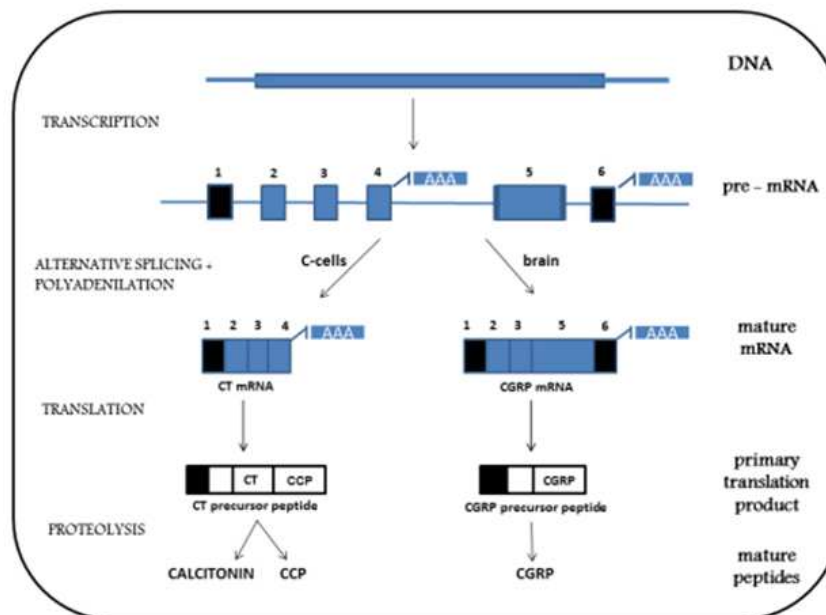 DNA
TRANSCRIPTION
1 2 3 4 AAA 5 6 AAA
pre – mRNA
C-cells brain
ALTERNATIVE SPLICING +
POLYADENILATION
1 2 3 4 AAA
1 2 3 5 6 AAA
mature
mRNA
CT mRNA
CGRP mRNA
TRANSLATION
CT CCP
CGRP
CT precursor peptide
CGRP precursor peptide
primary
translation
product
PROTEOLYSIS
CALCITONIN CCP
CGRP
mature
peptides